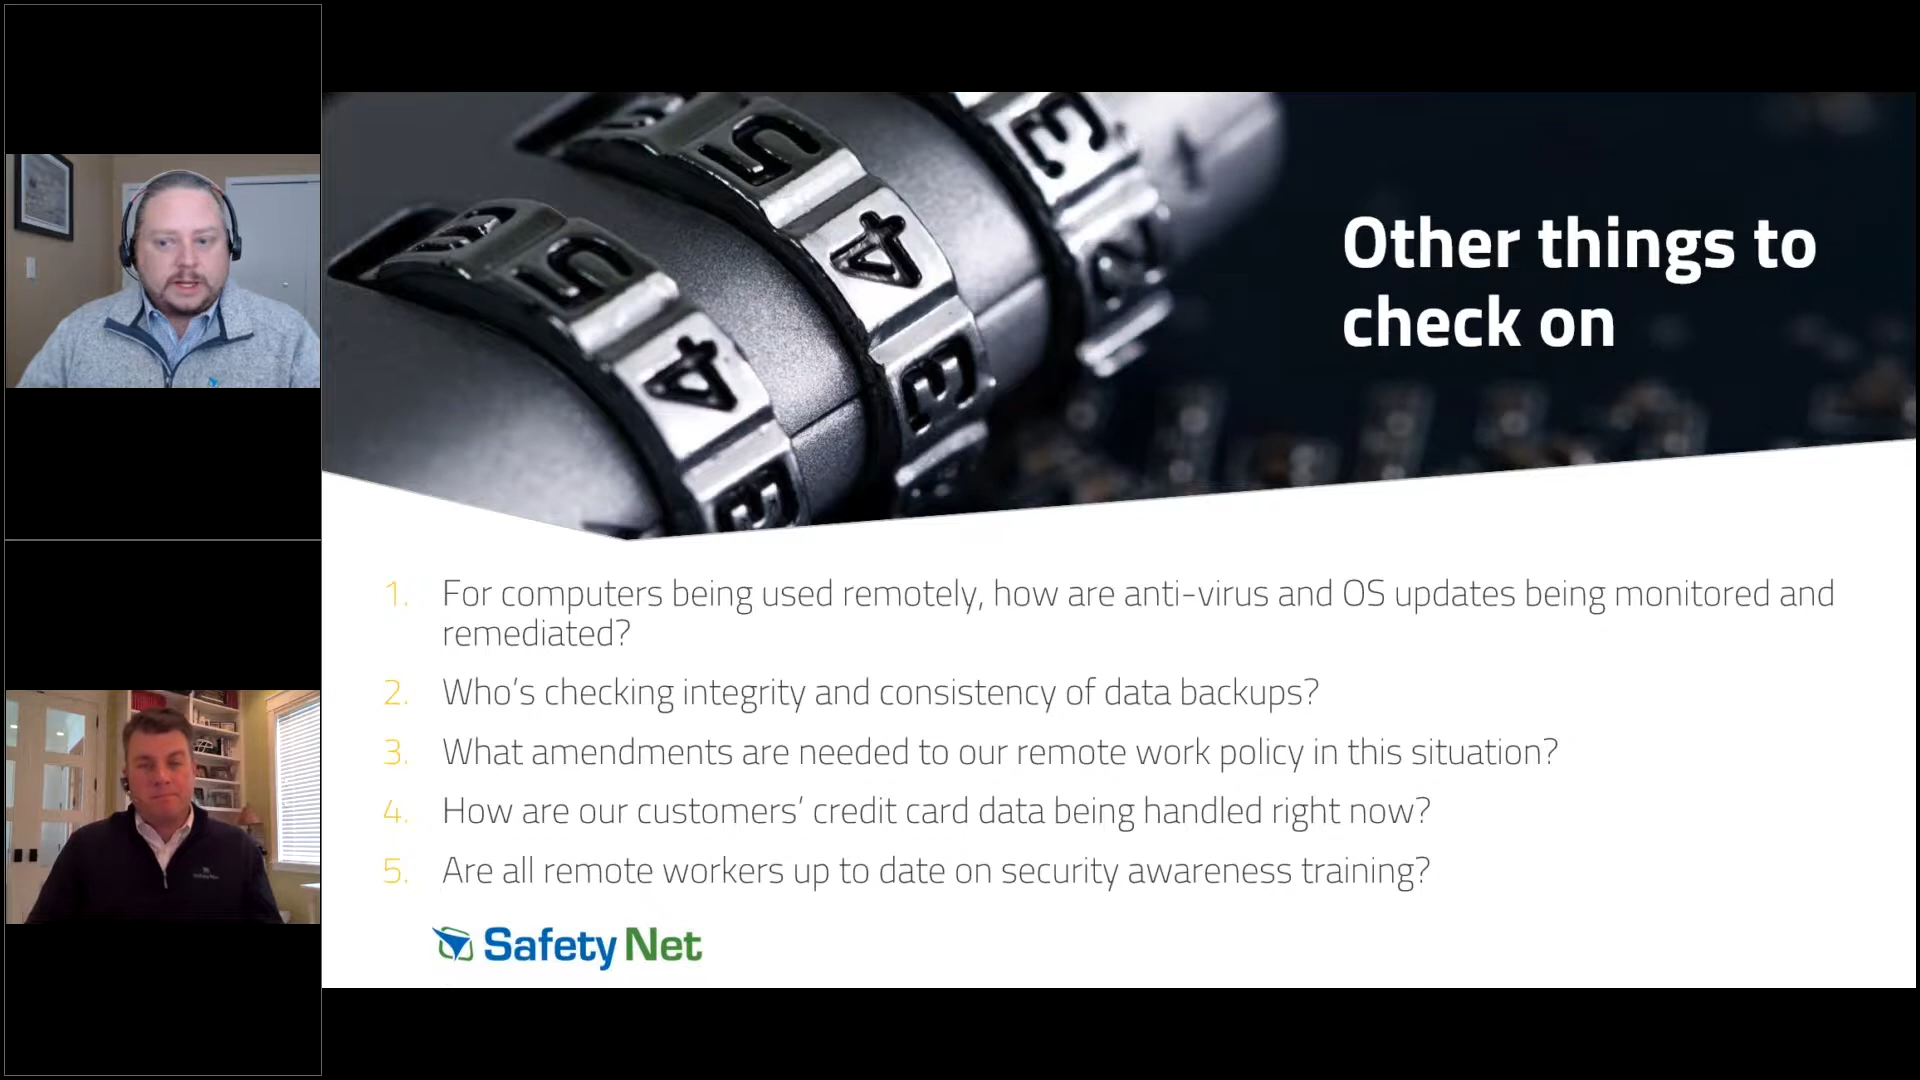 Other things to
check on
1. For computers being used remotely, how are anti-virus and OS updates being monitored and
remediated?
2. Who’s checking integrity and consistency of data backups?
3. What amendments are needed to our remote work policy in this situation?
4. How are our customers’ credit card data being handled right now?
5. Are all remote workers up to date on security awareness training?
Safety Net